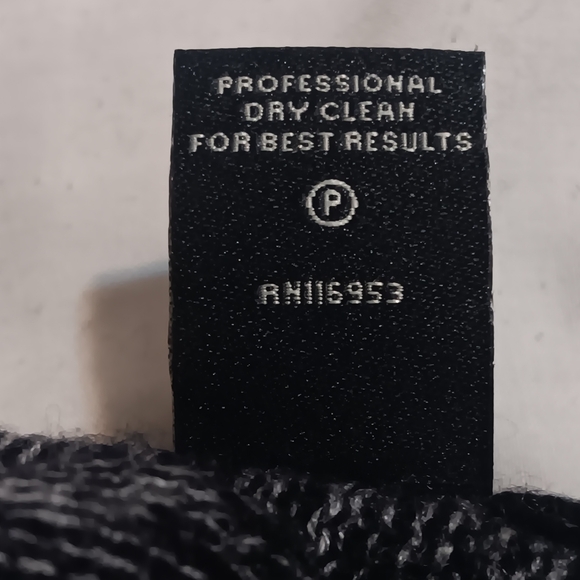 PROFESSIONAL
DRY CLEAN
FOR BEST RESULTS
P
RN116953